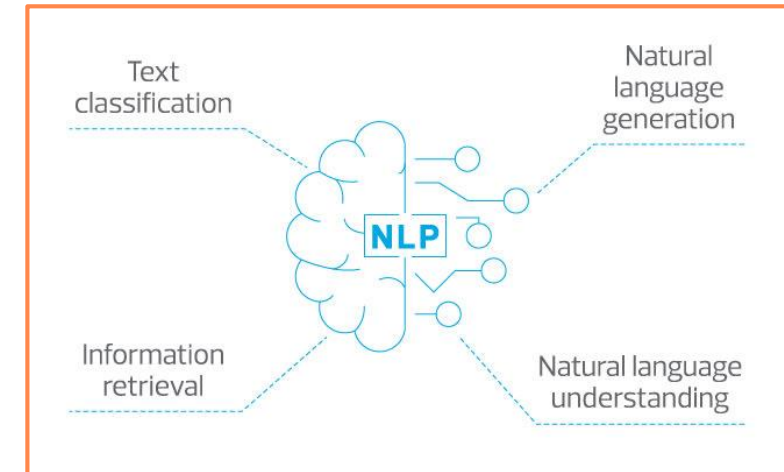 Text
classification
Natural
language
generation
NLP
Information
retrieval
Natural language
understanding